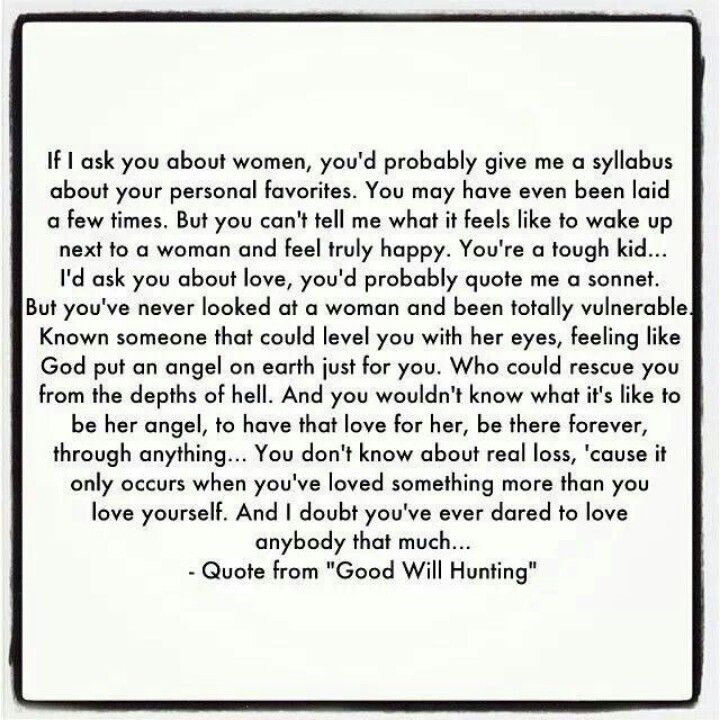 If I ask you about women, you'd probably give me a syllabus
about your personal favorites. You may have even been laid
a few times. But you can't tell me what it feels like to wake up
next to a woman and feel truly happy. You're a tough kid...
I'd ask you about love, you'd probably quote me a sonnet.
But you've never looked at a woman and been totally vulnerable.
Known someone that could level you with her eyes, feeling like
God put an angel on earth just for you. Who could rescue you
from the depths of hell. And you wouldn't know what it's like to
be her angel, to have that love for her, be there forever,
through anything... You don't know about real loss, 'cause it
only occurs when you've loved something more than you
love yourself. And I doubt you've ever dared to love
anybody that much...
- Quote from "Good Will Hunting"